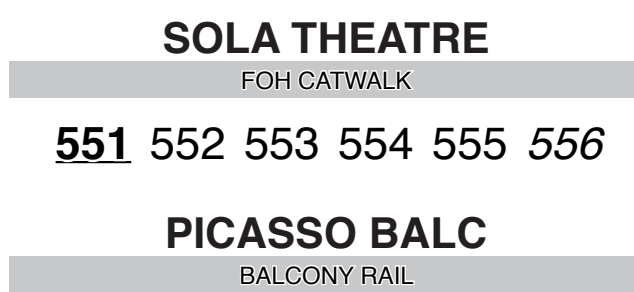 SOLA THEATRE
FOH CATWALK
551 552 553 554 555 556
PICASSO BALC
BALCONY RAIL